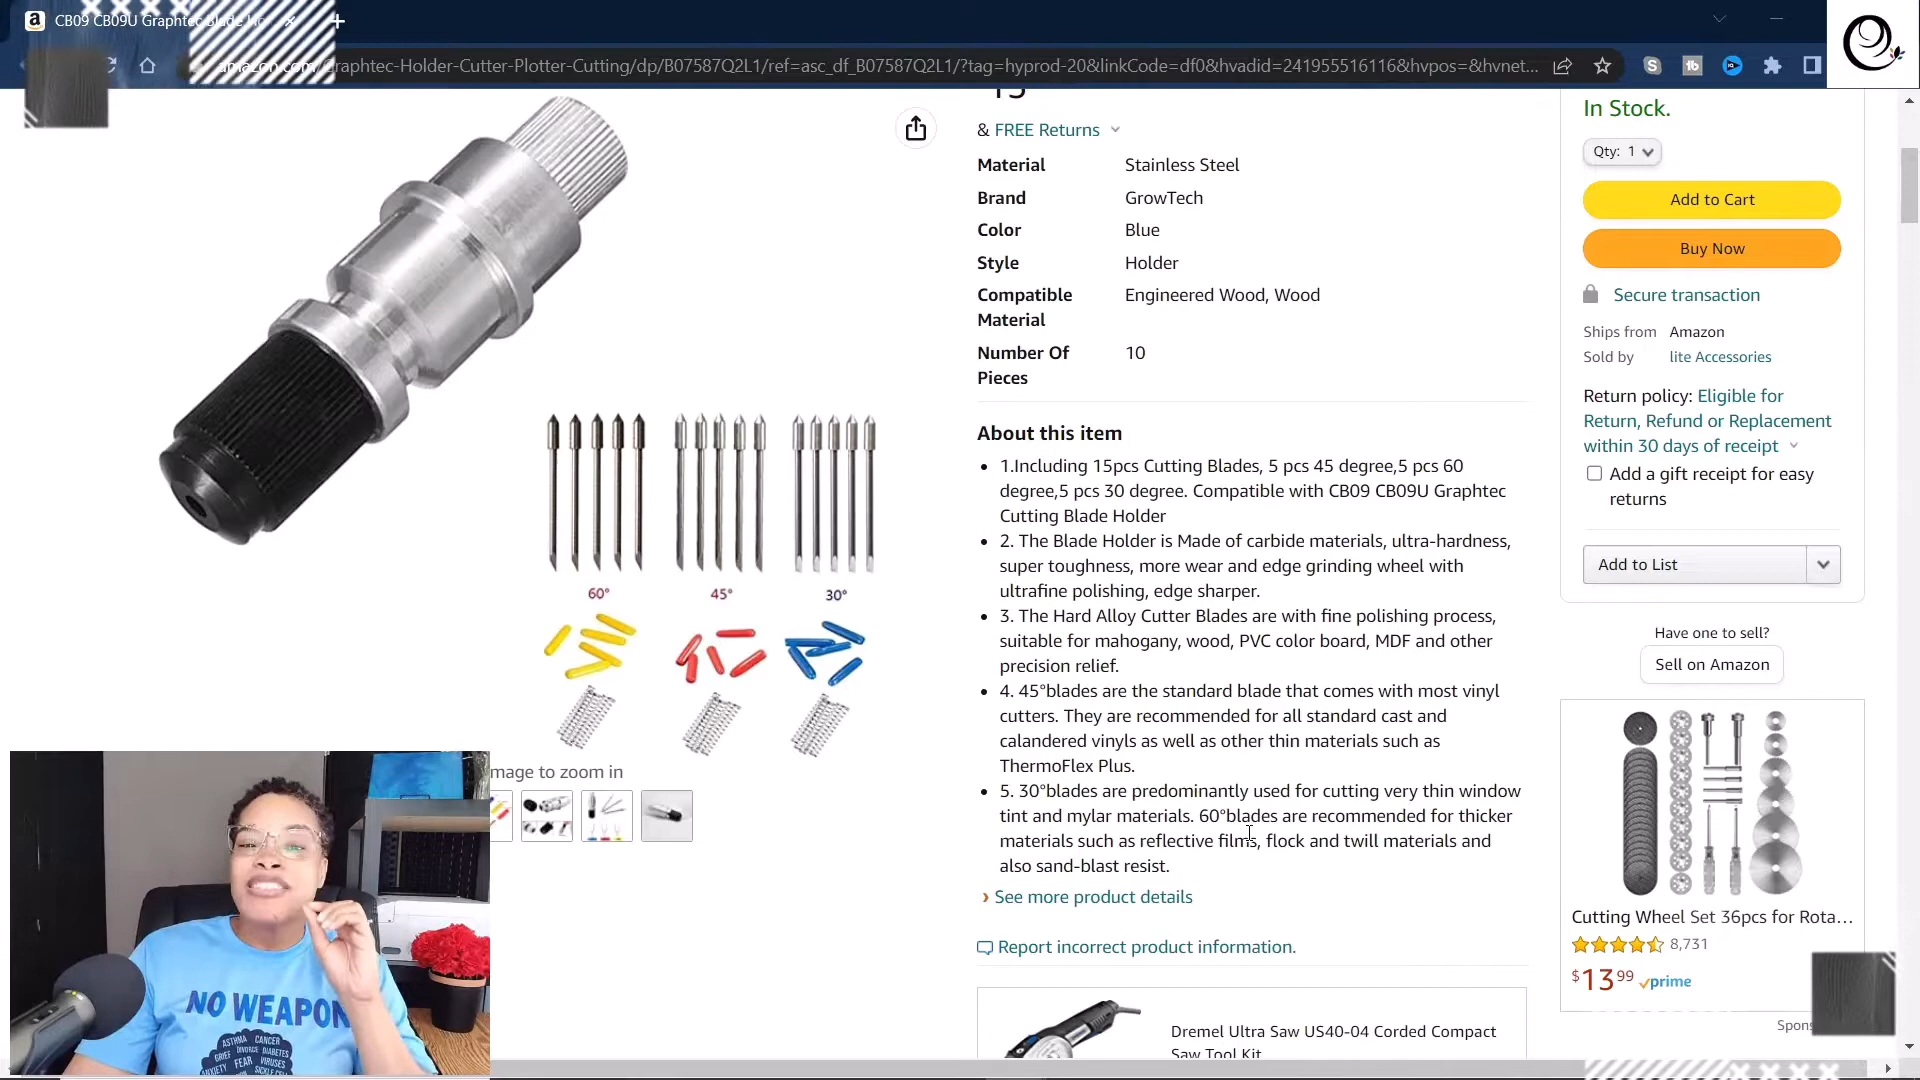 CB09 CB09U Graphtec Blade Ho
amazon.com/Graphtec-Holder-Cutter-Plotter-Cutting/dp/B07587Q2L1/ref=asc_df_B07587Q2L1/?tag=hyprod-20&linkCode=df0&hvadid=241955516116&hvpos=&hvnet...
& FREE Returns
Material Stainless Steel
Brand GrowTech
Color Blue
Style Holder
Compatible Material Engineered Wood, Wood
Number Of Pieces 10
About this item
1.Including 15pcs Cutting Blades, 5 pcs 45 degree,5 pcs 60
degree,5 pcs 30 degree. Compatible with CB09 CB09U Graphtec
Cutting Blade Holder
2. The Blade Holder is Made of carbide materials, ultra-hardness,
super toughness, more wear and edge grinding wheel with
ultrafine polishing, edge sharper.
3. The Hard Alloy Cutter Blades are with fine polishing process,
suitable for mahogany, wood, PVC color board, MDF and other
precision relief.
4. 45°blades are the standard blade that comes with most vinyl
cutters. They are recommended for all standard cast and
calandered vinyls as well as other thin materials such as
ThermoFlex Plus.
5. 30°blades are predominantly used for cutting very thin window
tint and mylar materials. 60°blades are recommended for thicker
materials such as reflective films, flock and twill materials and
also sand-blast resist.
› See more product details
Report incorrect product information.
Dremel Ultra Saw US40-04 Corded Compact
Saw Tool Kit
60°
45°
30°
mage to zoom in
In Stock.
Qty: 1
Add to Cart
Buy Now
Secure transaction
Ships from Amazon
Sold by lite Accessories
Return policy: Eligible for
Return, Refund or Replacement
within 30 days of receipt
Add a gift receipt for easy
returns
Add to List
Have one to sell?
Sell on Amazon
Cutting Wheel Set 36pcs for Rota...
8,731
$13 99 prime
Spons
NO WEAPON
ASTHMA CANCER
GRIEF DIVORCE DIABETES
ANXIETY FEAR VIRUSES
SICKLE CELL